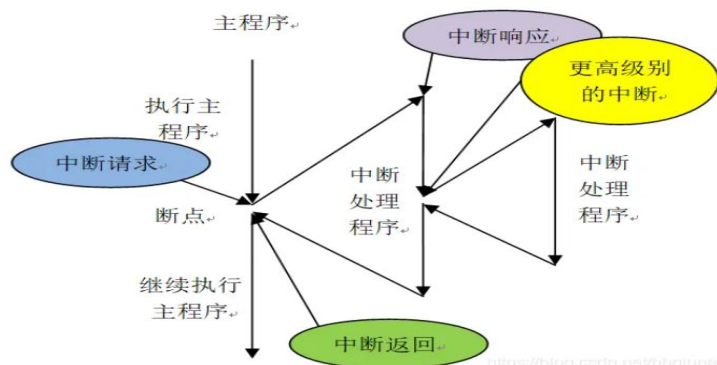 主程序
中断响应
更高级别
的中断
执行主
程序
中断请求
中断
处理
程序
中断
处理
程序
断点
继续执行
主程序
中断返回